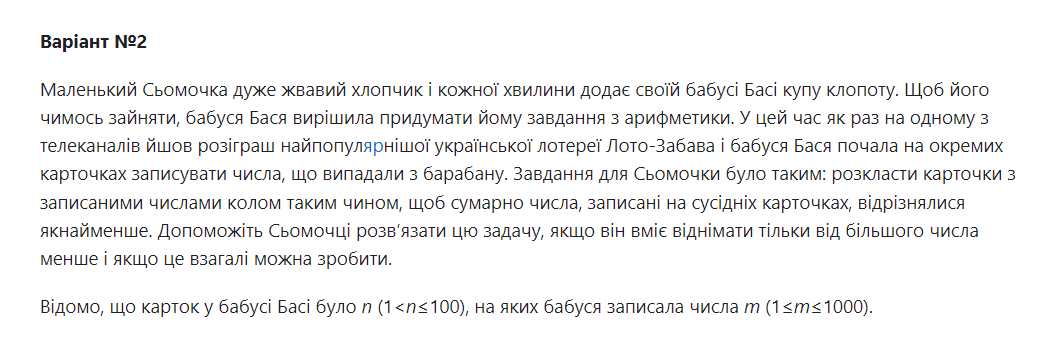 Варіант №2
Маленький Сьомочка дуже жвавий хлопчик і кожної хвилини додає своїй бабусі Басі купу клопоту. Щоб його
чимось зайняти, бабуся Бася вирішила придумати йому завдання з арифметики. У цей час як раз на одному з
телеканалів йшов розіграш найпопулярнішої української лотереї Лото-Забава і бабуся Бася почала на окремих
карточках записувати числа, що випадали з барабану. Завдання для Сьомочки було таким: розкласти карточки з
записаними числами колом таким чином, щоб сумарно числа, записані на сусідніх карточках, відрізнялися
якнайменше. Допоможіть Сьомочці розв’язати цю задачу, якщо він вміє віднімати тільки від більшого числа
менше і якщо це взагалі можна зробити.
Відомо, що карток у бабусі Басі було n (1<n≤100), на яких бабуся записала числа m (1≤m≤1000).